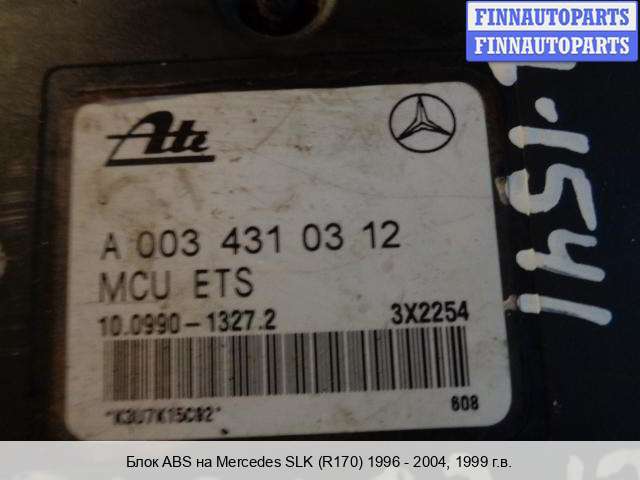 FINNAUTOPARTS
FINNAUTOPARTS
Ate
A 003 431 03 12
MCU ETS
10.0990-1327.2 3X2254
*K3U7K15C92*
608
Блок ABS на Mercedes SLK (R170) 1996 - 2004, 1999 г.в.